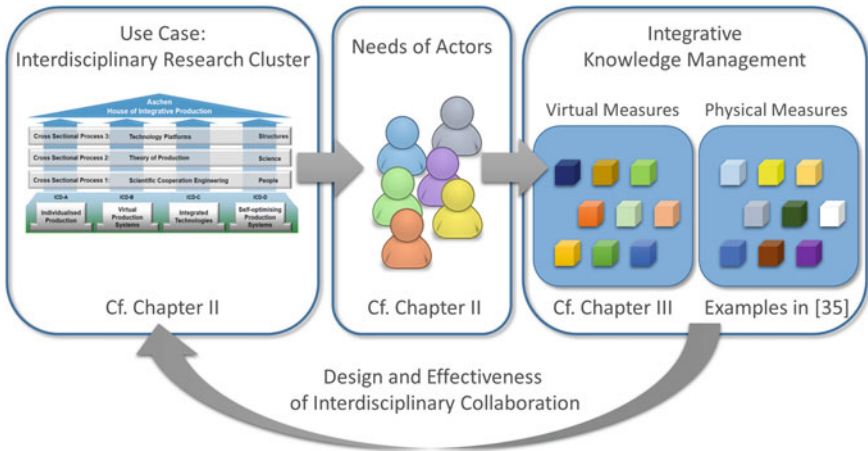 Use Case:
Interdisciplinary Research Cluster
Aachen
House of Integrative Production
Cross Sectional Process 3: Technology Platforms Structures
Cross Sectional Process 2: Theory of Production Science
Cross Sectional Process 1: Scientific Cooperation Engineering People
ICD-A ICD-B ICD-C ICD-D
Individualised
Production
Virtual
Production
Systems
Integrated
Technologies
Self-optimising
Production
Systems
Cf. Chapter II
Needs of Actors
Cf. Chapter II
Integrative
Knowledge Management
Virtual Measures
Physical Measures
Cf. Chapter III
Examples in [35]
Design and Effectiveness
of Interdisciplinary Collaboration